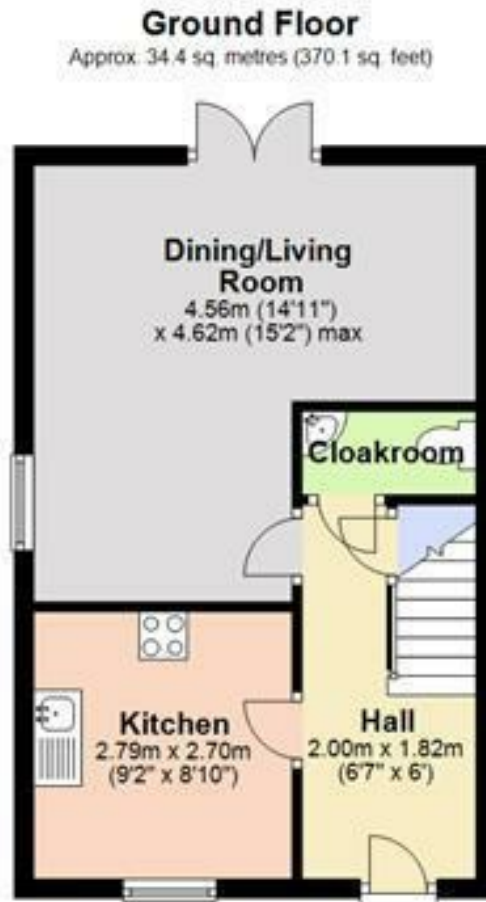 Ground Floor
Approx. 34.4 sq. metres (370.1 sq. feet)
Dining/Living
Room
4.56m (14'11")
x 4.62m (15'2") max
Cloakroom
Kitchen
2.79m x 2.70m
(9'2" x 8'10")
Hall
2.00m x 1.82m
(6'7" x 6')